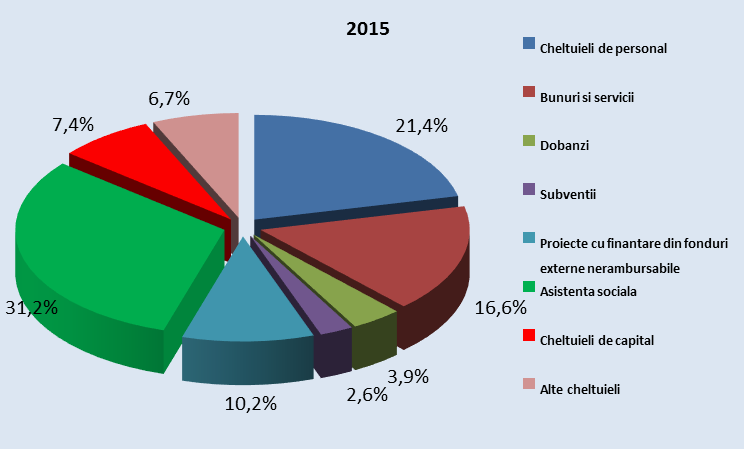 2015
21,4%
16,6%
3,9%
2,6%
10,2%
31,2%
7,4%
6,7%
Cheltuieli de personal
Bunuri si servicii
Dobanzi
Subventii
Proiecte cu finantare din fonduri
externe nerambursabile
Asistenta sociala
Cheltuieli de capital
Alte cheltuieli